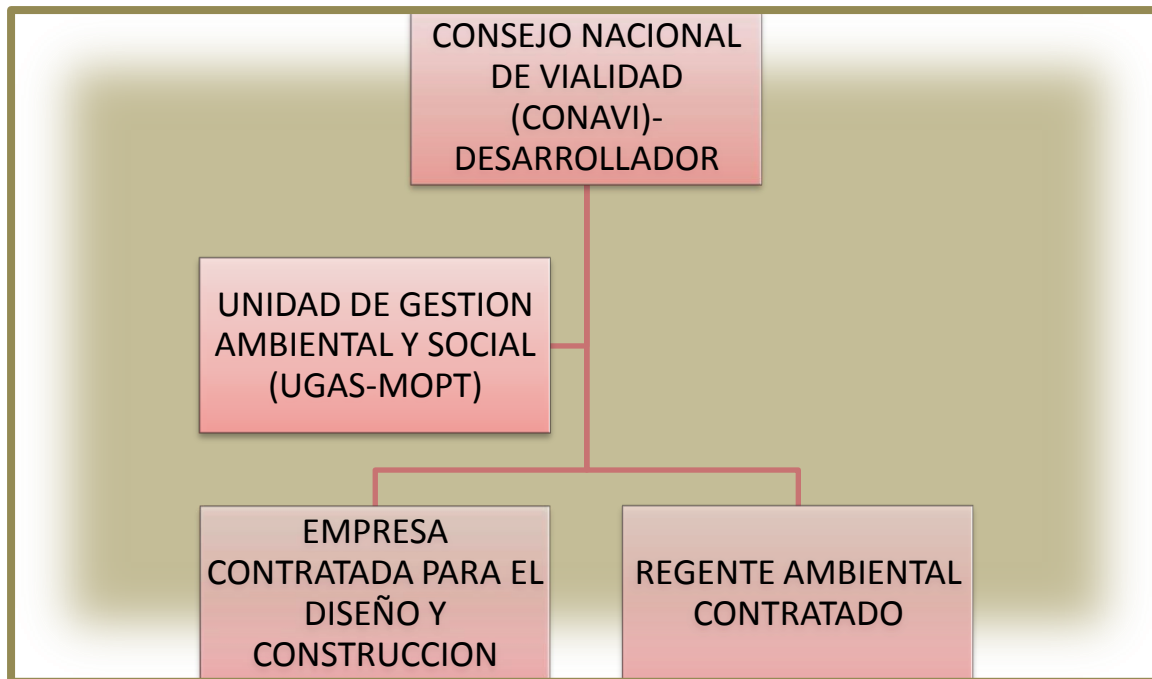 CONSEJO NACIONAL
DE VIALIDAD
(CONAVI)-
DESARROLLADOR
UNIDAD DE GESTION
AMBIENTAL Y SOCIAL
(UGAS-MOPT)
EMPRESA
CONTRATADA PARA EL
DISEÑO Y
CONSTRUCCION
REGENTE AMBIENTAL
CONTRATADO